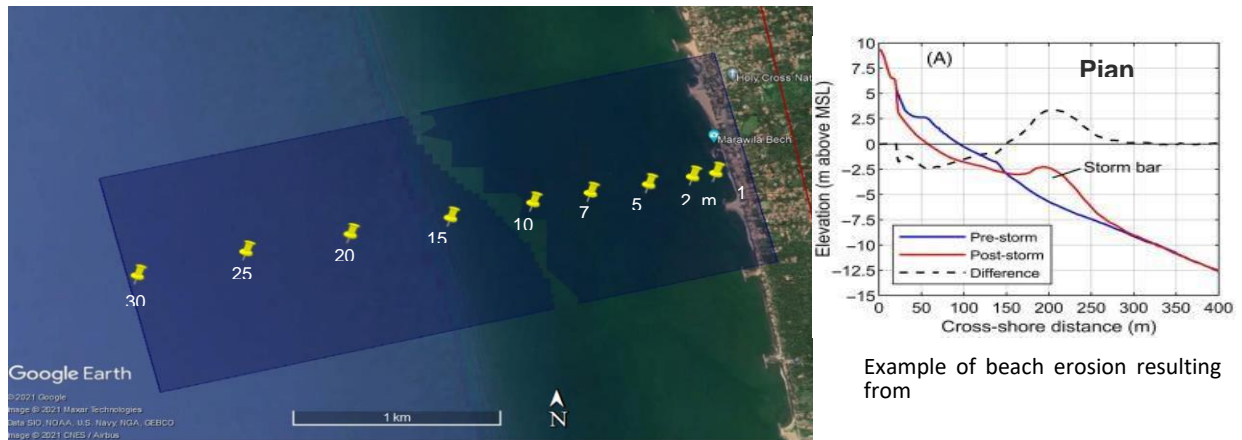 Holy Cross Nat
Marawila Bech
1
m
2
5
7
10
15
20
25
30
Google Earth
©2021 Google
Image © 2021 Maxar Technologies
Data SIO, NOAA, U.S. Navy, NGA, GEBCO
Image © 2021 CNES / Airbus
1 km
N
(A)
Pian
Elevation (m above MSL)
10
7.5
5
2.5
0
−2.5
−5
−7.5
−10
−12.5
−15
Storm bar
Pre-storm
Post-storm
Difference
0 50 100 150 200 250 300 350 400
Cross-shore distance (m)
Example of beach erosion resulting
from